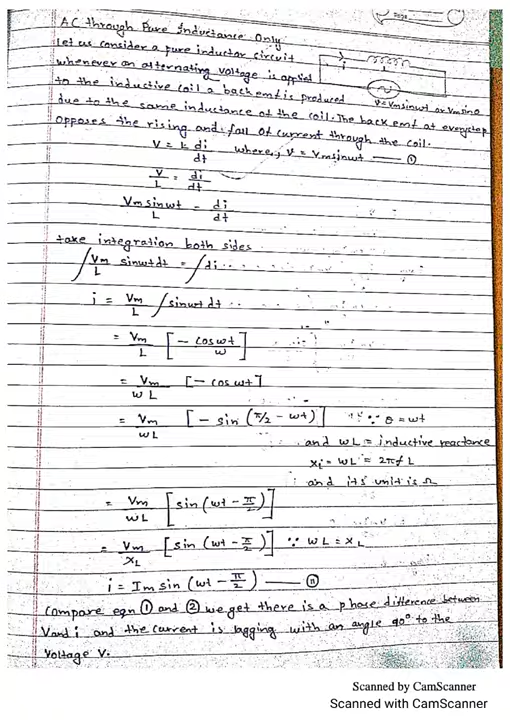 AC through Pure Inductance Only
Let us consider a pure inductor circuit
whenever an alternating voltage is applied
to the inductive coil a back emf is produced
V = Vm sinωt or Vm sinθ
due to the same inductance of the coil. The back emf at every step
opposes the rising and fall of current through the coil.
V = L di/dt where, V = Vm sinωt —— ①
V/L = di/dt
Vm sinωt/L = di/dt
take integration both sides
∫ Vm/L sinωt dt = ∫ di
i = Vm/L ∫ sinωt dt
= Vm/L [ - cosωt/ω ]
= Vm/ωL [ - cosωt ]
= Vm/ωL [ - sin (π/2 - ωt) ] ∵ θ = ωt
and ωL = inductive reactance
Xi = ωL = 2πfL
and its unit is Ω
= Vm/ωL [ sin (ωt - π/2) ]
= Vm/XL [ sin (ωt - π/2) ] ∵ ωL = XL
i = Im sin (ωt - π/2) —— ⑪
Compare eqn ① and ② we get there is a phase difference between
V and i and the current is lagging with an angle 90° to the
Voltage V.
Scanned by CamScanner
Scanned with CamScanner